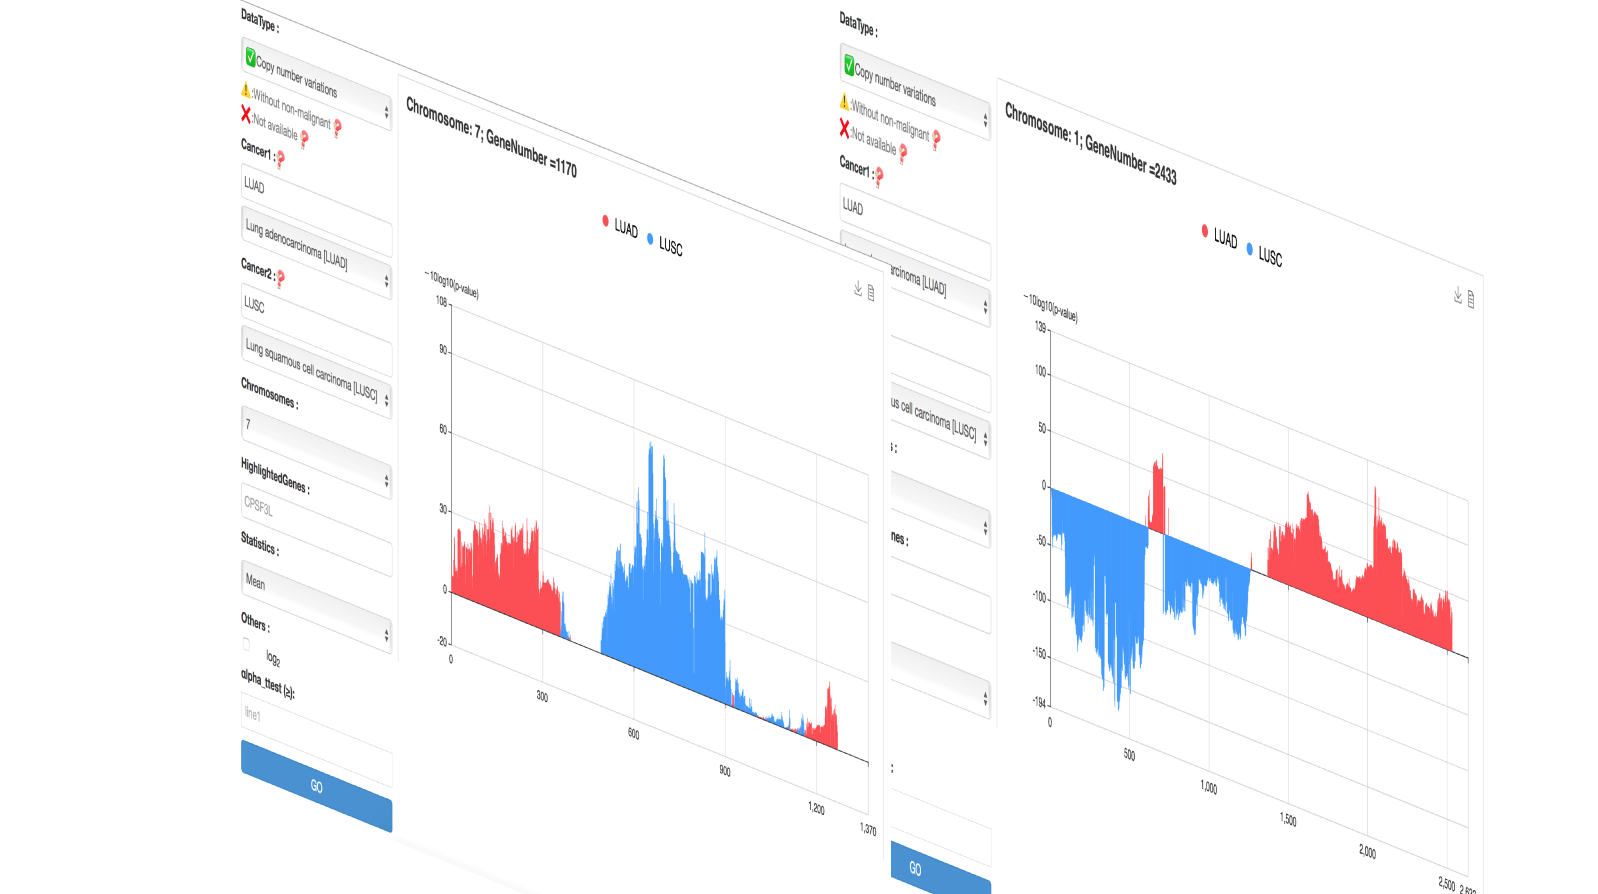 DataType :
Copy number variations
:Without non-malignant
:Not available
Cancer1 :
LUAD
Lung adenocarcinoma [LUAD]
Cancer2 :
LUSC
Lung squamous cell carcinoma [LUSC]
Chromosomes :
7
HighlightedGenes :
CPSF3L
Statistics :
Mean
Others :
log2
alpha_ttest (≥):
line1
GO
Chromosome: 7; GeneNumber =1170
LUAD LUSC
−10log10(p-value)
108
90
60
30
0
-20
0
300
600
900
1,200
1,370
DataType :
Copy number variations
:Without non-malignant
:Not available
Cancer1 :
LUAD
carcinoma [LUAD]
us cell carcinoma [LUSC]
s :
nes :
:
GO
Chromosome: 1; GeneNumber =2433
LUAD LUSC
−10log10(p-value)
139
100
50
0
-50
-100
-150
-194
0
500
1,000
1,500
2,000
2,500